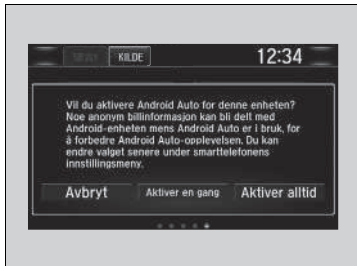 KILDE
12:34
Vil du aktivere Android Auto for denne enheten?
Noe anonym billinformasjon kan bli delt med
Android-enheten mens Android Auto er i bruk, for
å forbedre Android Auto-opplevelsen. Du kan
endre valget senere under smarttelefonens
innstillingsmeny.
Avbryt Aktiver en gang Aktiver alltid